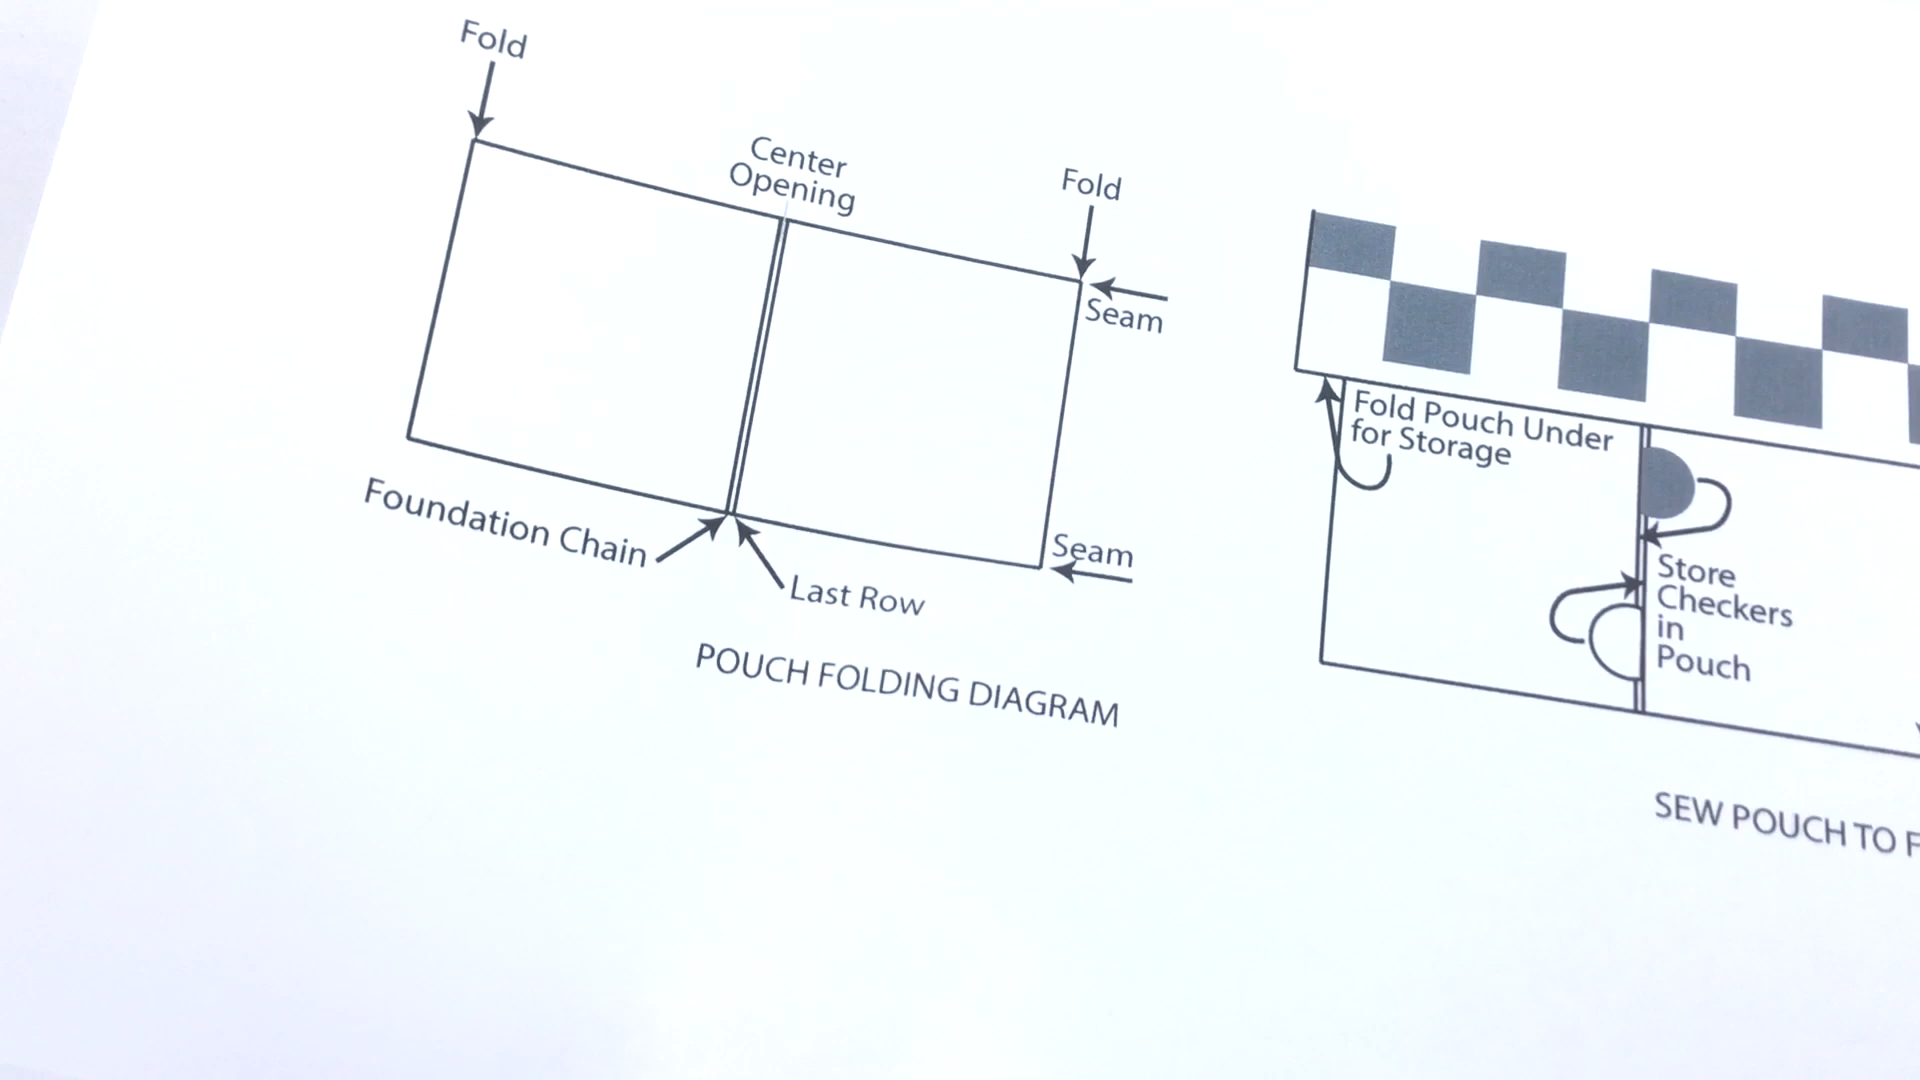 Fold
Center
Opening
Fold
Seam
Foundation Chain
Last Row
Seam
POUCH FOLDING DIAGRAM
Fold Pouch Under
for Storage
Store
Checkers
in
Pouch
SEW POUCH TO